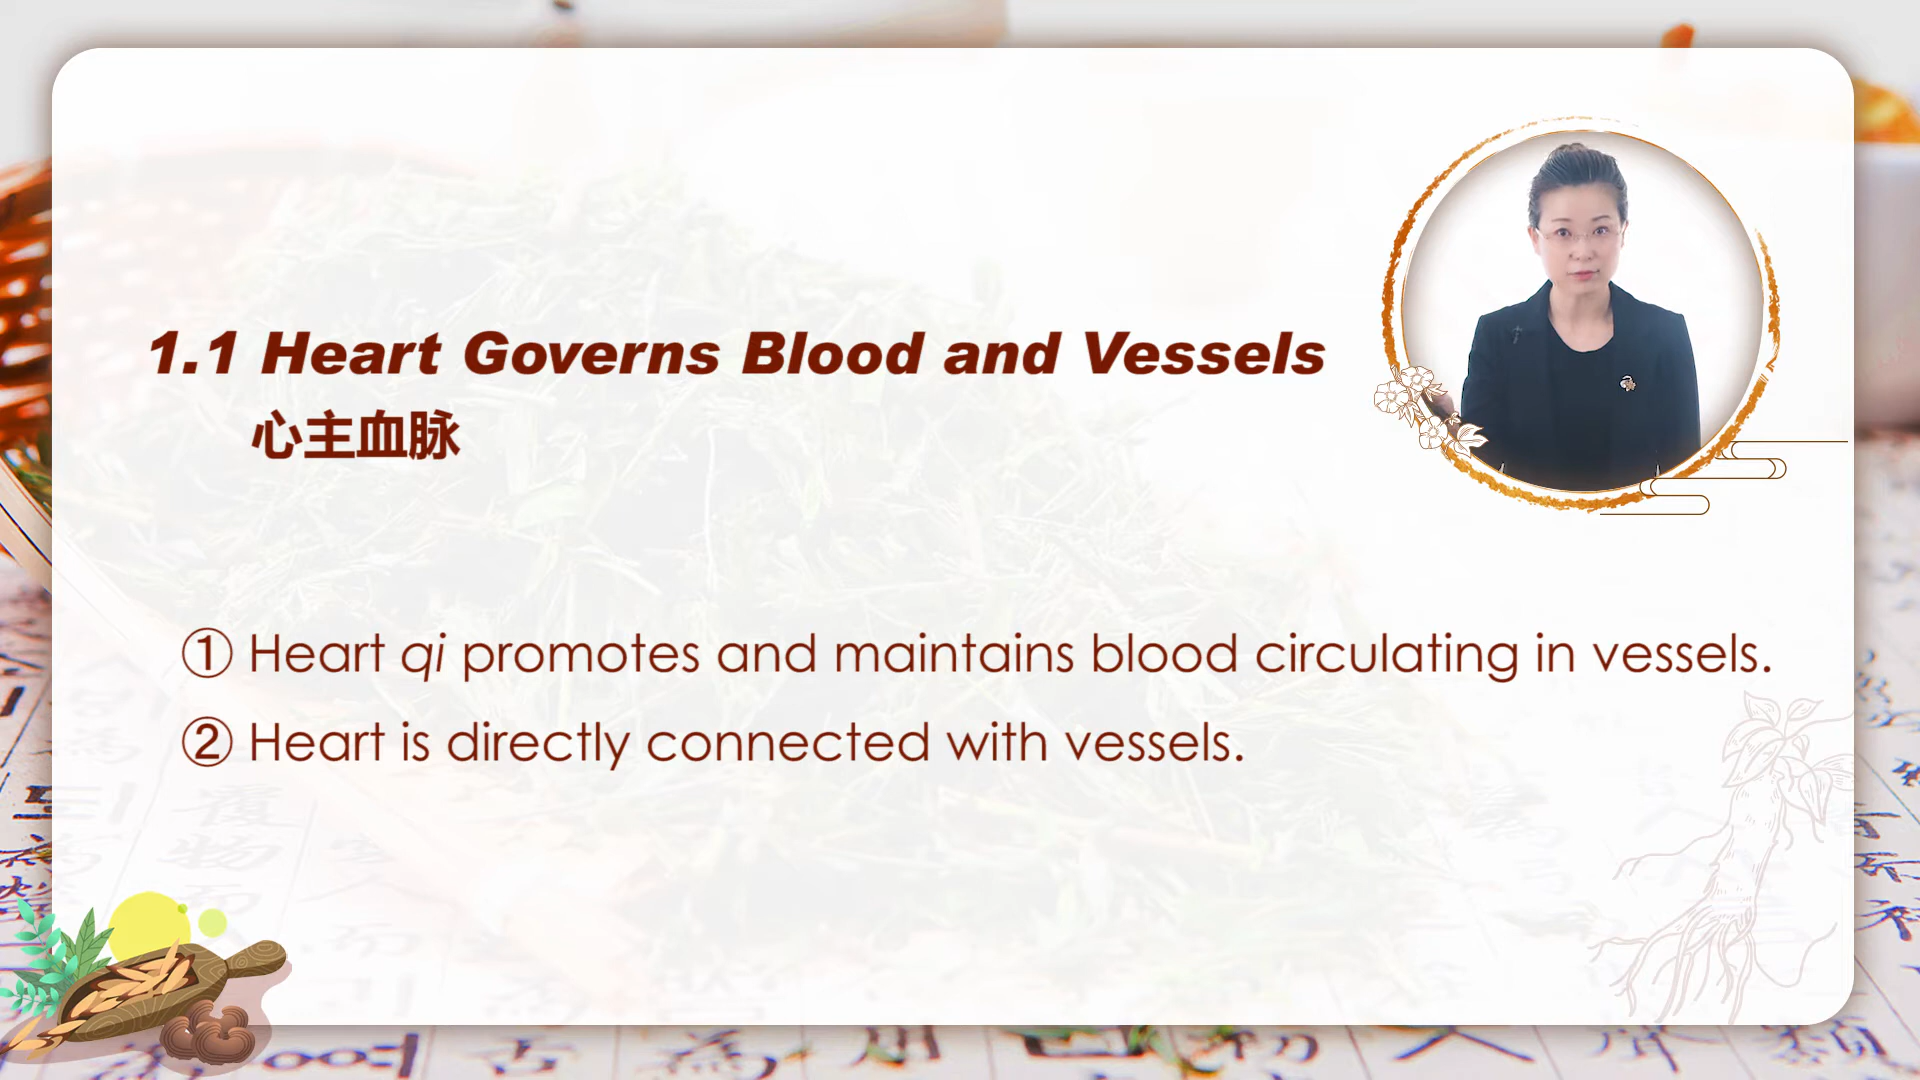 1.1 Heart Governs Blood and Vessels
心主血脉
① Heart qi promotes and maintains blood circulating in vessels.
② Heart is directly connected with vessels.